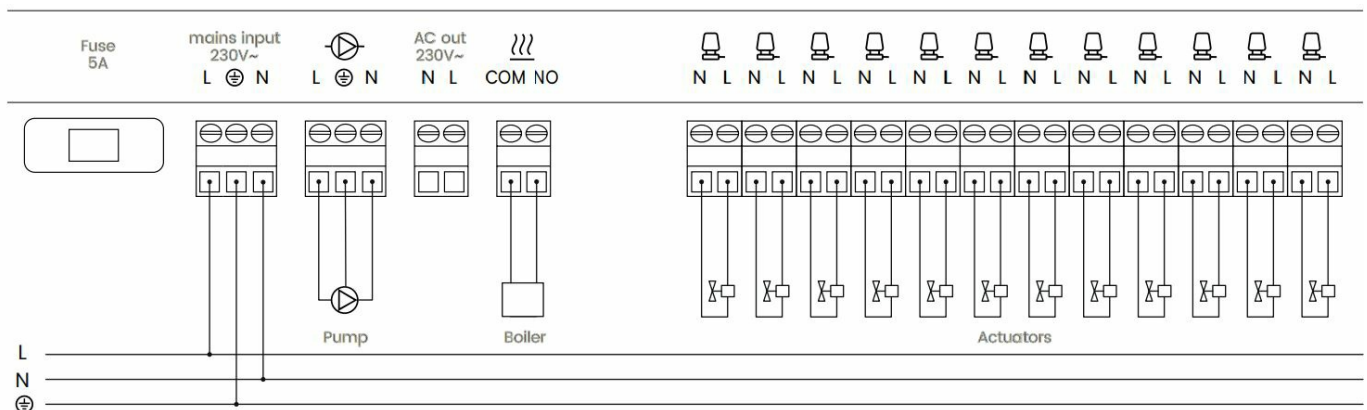 Fuse
5A
mains input
230V~
L ⏚ N
L ⏚ N
AC out
230V~
N L
COM NO
N L N L N L N L N L N L N L N L N L N L N L N L
Pump
Boiler
Actuators
L
N
⏚